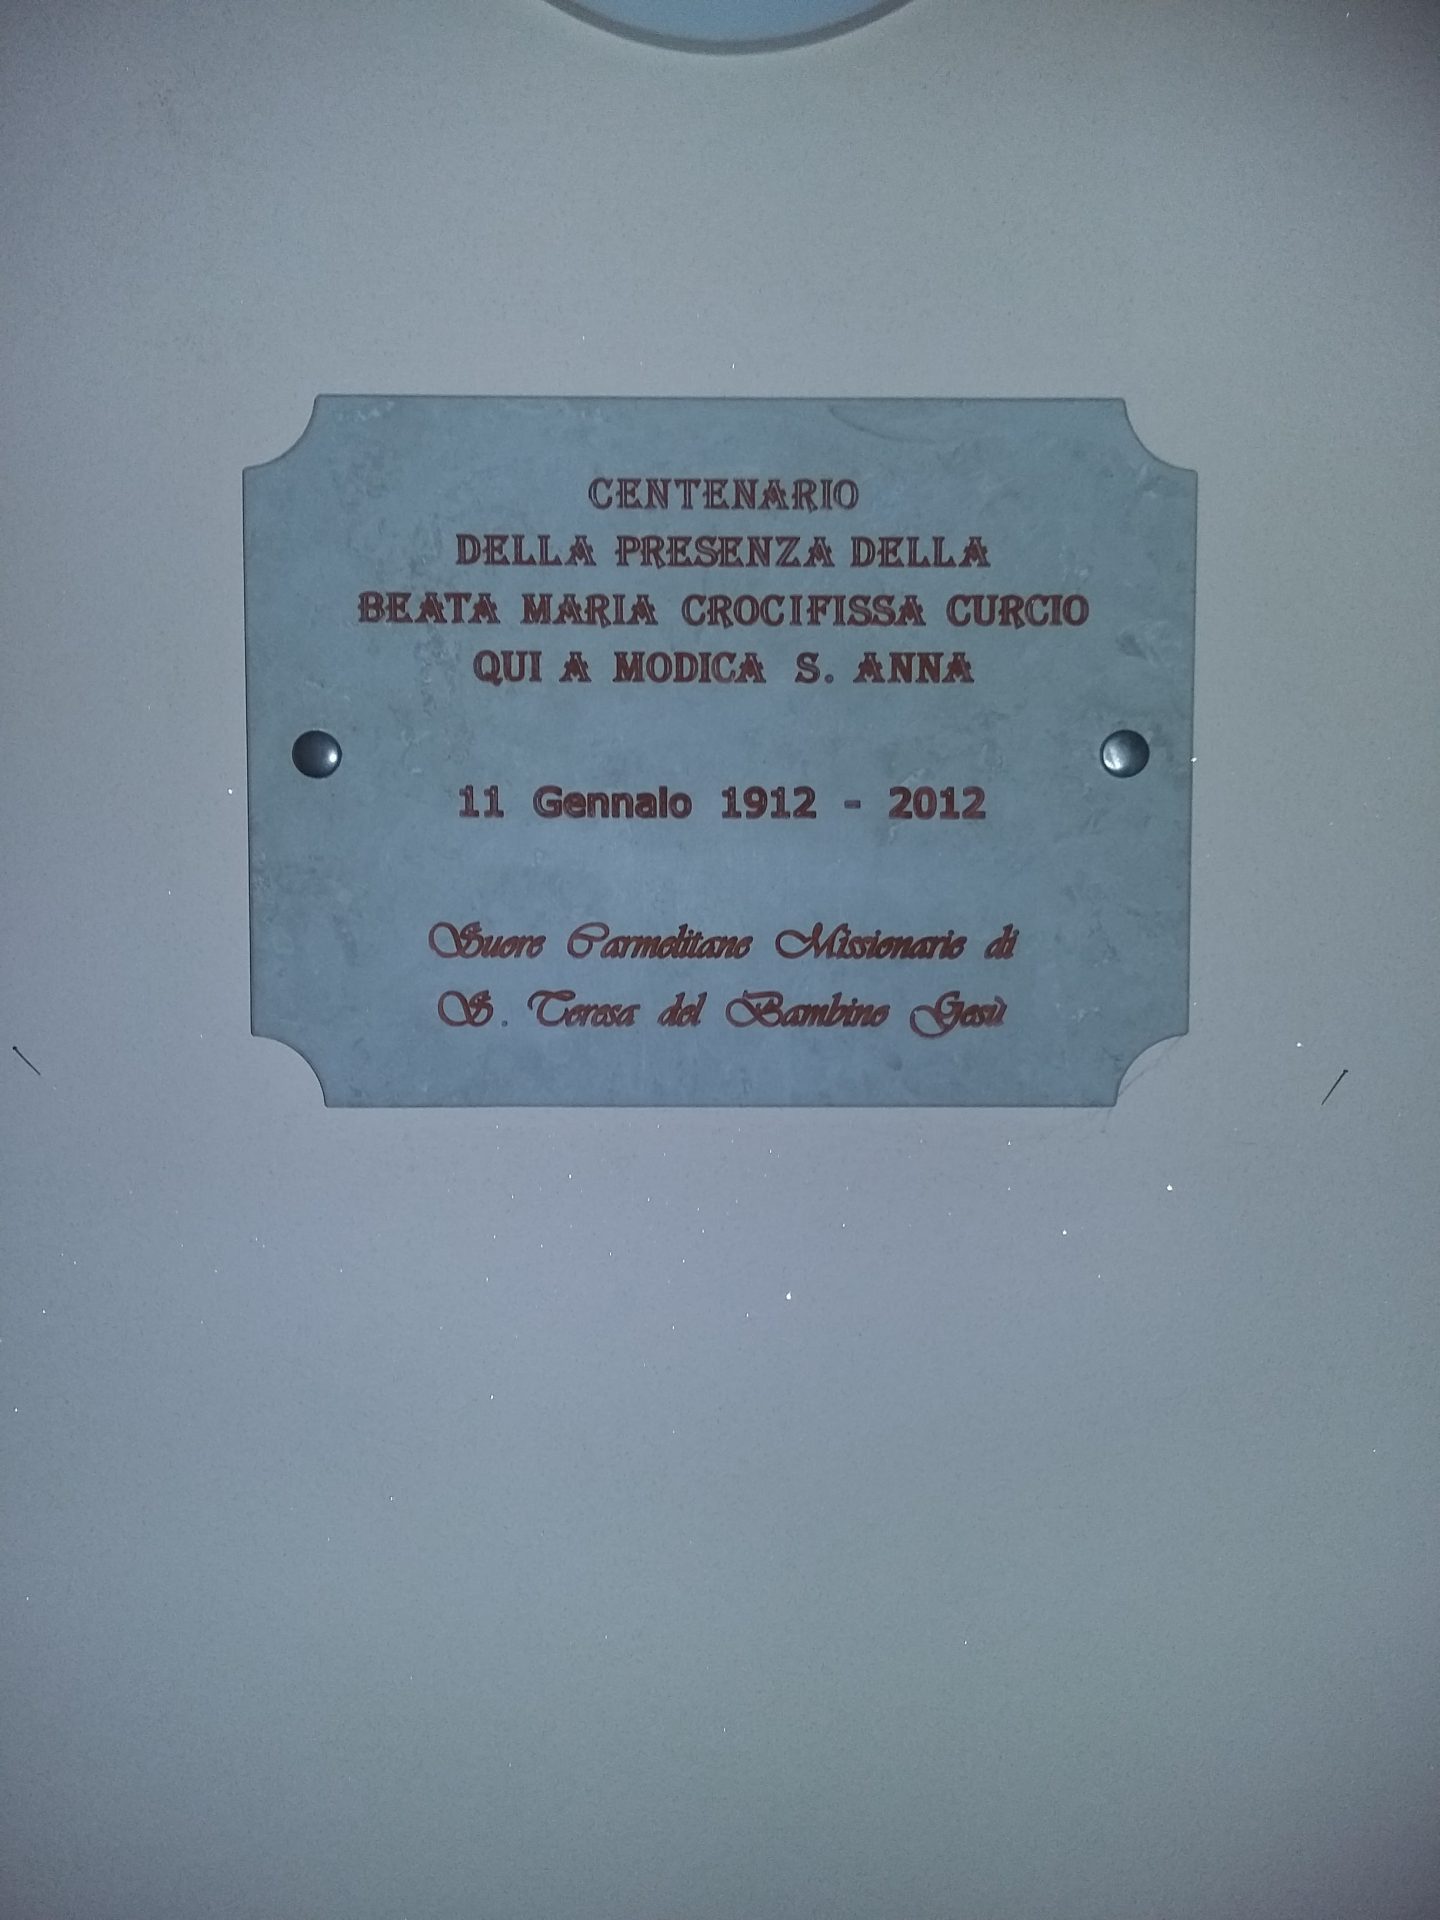 CENTENARIO
DELLA PRESENZA DELLA
BEATA MARIA CROCIFISSA CURCIO
QUI A MODICA S. ANNA
11 Gennaio 1912 - 2012
Suore Carmelitane Missionarie di
S. Teresa del Bambino Gesù